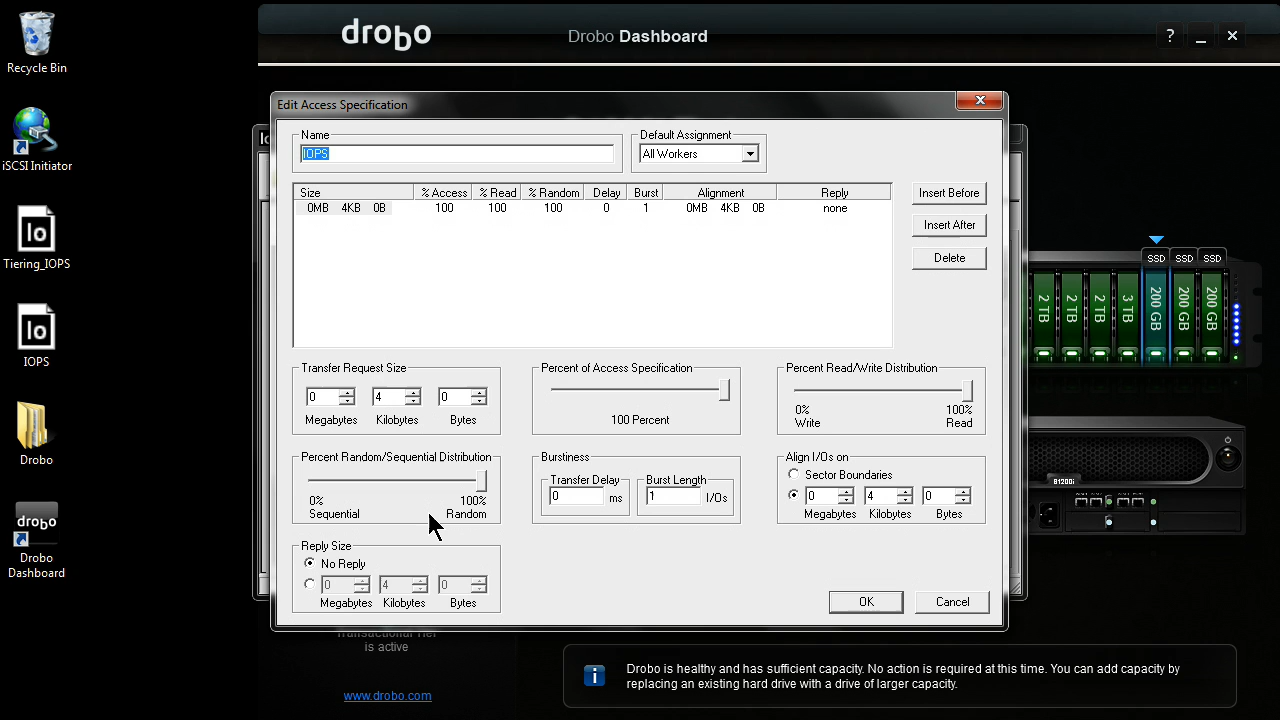 Recycle Bin
iSCSI Initiator
Io
Tiering_IOPS
Io
IOPS
Drobo
drobo
Drobo
Dashboard
drobo
Drobo Dashboard
?
Edit Access Specification
Name
IOPS
Default Assignment
All Workers
Size % Access % Read % Random Delay Burst Alignment Reply
0MB 4KB 0B 100 100 100 0 1 0MB 4KB 0B none
Insert Before
Insert After
Delete
Transfer Request Size
0 4 0
Megabytes Kilobytes Bytes
Percent of Access Specification
100 Percent
Percent Read/Write Distribution
0% 100%
Write Read
Percent Random/Sequential Distribution
0% 100%
Sequential Random
Burstiness
Transfer Delay
0 ms
Burst Length
1 I/Os
Align I/Os on
Sector Boundaries
0 4 0
Megabytes Kilobytes Bytes
Reply Size
No Reply
0 4 0
Megabytes Kilobytes Bytes
OK Cancel
SSD SSD SSD
2 TB 2 TB 2 TB 3 TB 200 GB 200 GB 200 GB
B1200i
Transactional Tier
is active
www.drobo.com
Drobo is healthy and has sufficient capacity. No action is required at this time. You can add capacity by
replacing an existing hard drive with a drive of larger capacity.